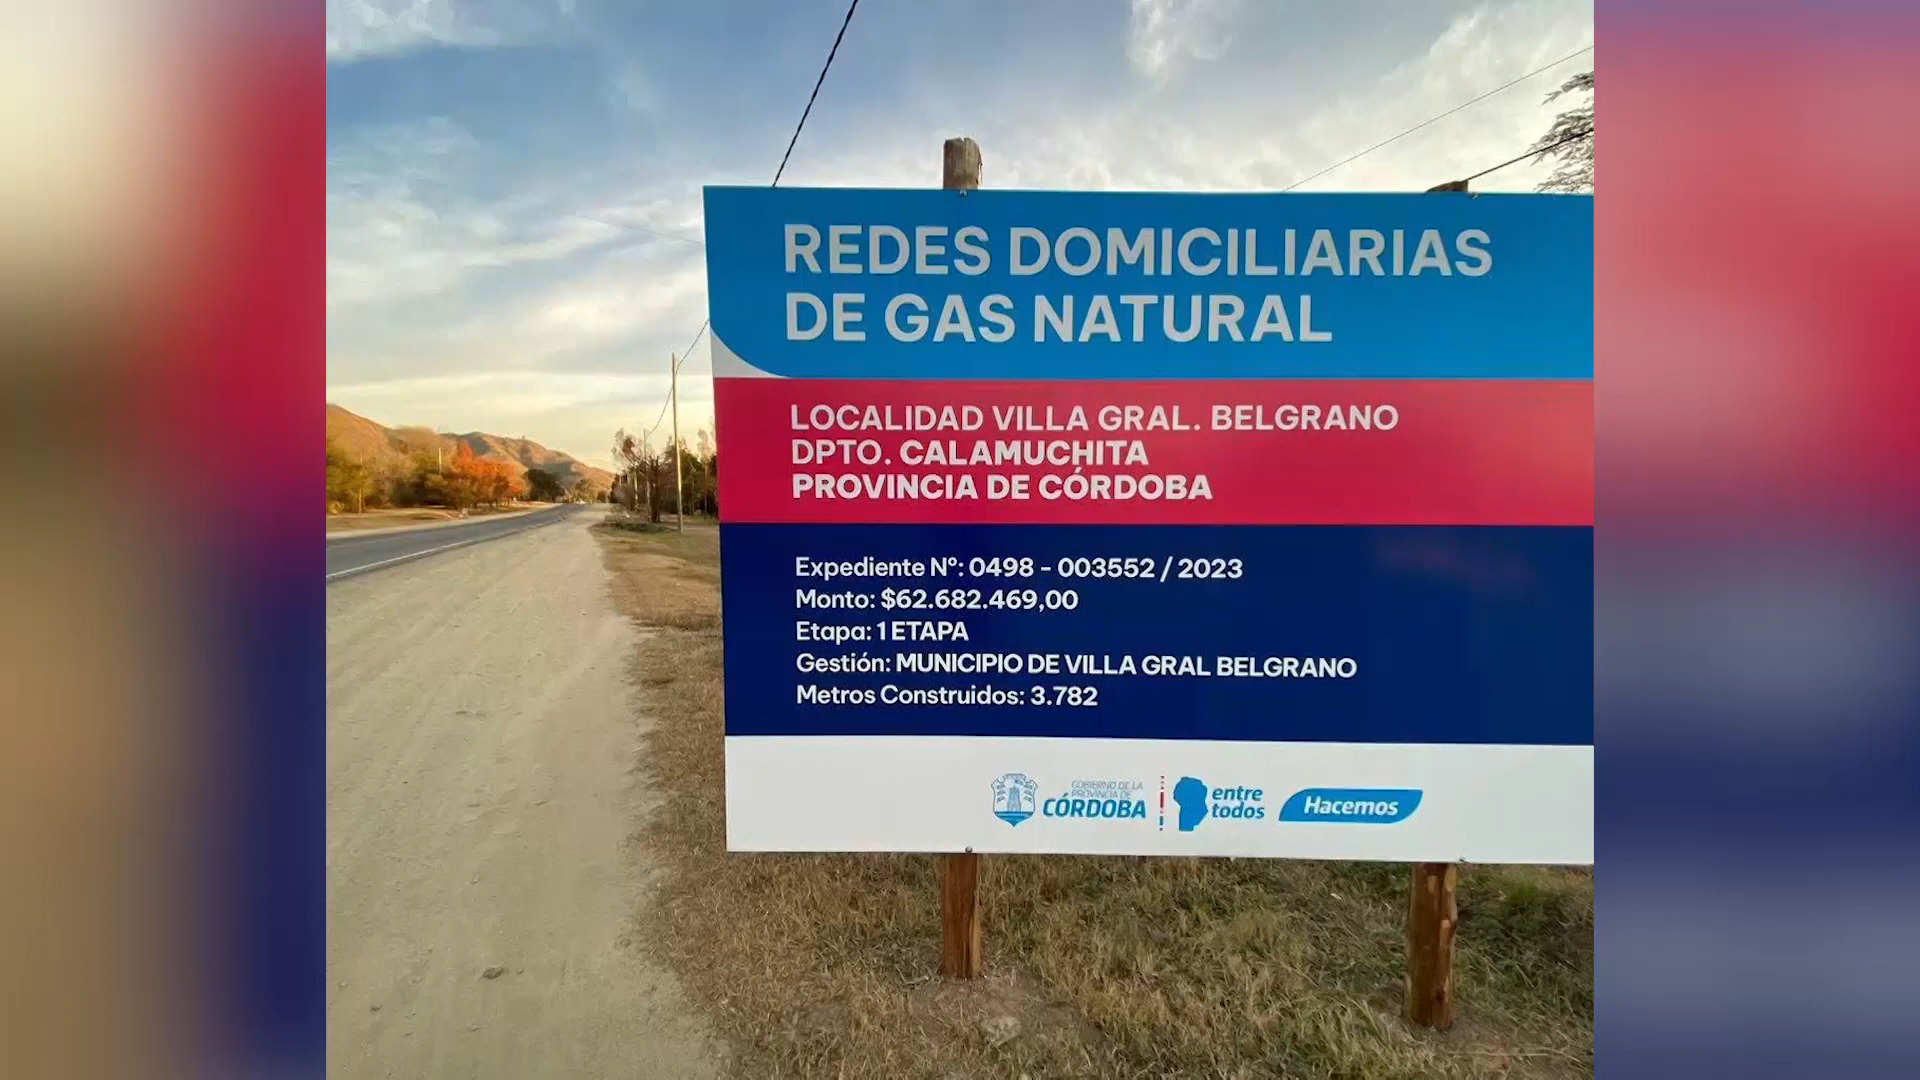 REDES DOMICILIARIAS
DE GAS NATURAL
LOCALIDAD VILLA GRAL. BELGRANO
DPTO. CALAMUCHITA
PROVINCIA DE CÓRDOBA
Expediente N°: 0498 - 003552 / 2023
Monto: $62.682.469,00
Etapa: 1 ETAPA
Gestión: MUNICIPIO DE VILLA GRAL BELGRANO
Metros Construidos: 3.782
GOBIERNO DE LA
PROVINCIA DE
CÓRDOBA
entre
todos
Hacemos